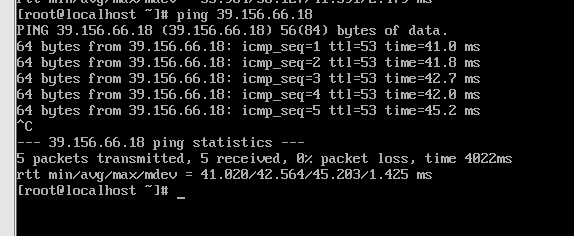 [root@localhost ~]# ping 39.156.66.18
PING 39.156.66.18 (39.156.66.18) 56(84) bytes of data.
64 bytes from 39.156.66.18: icmp_seq=1 ttl=53 time=41.0 ms
64 bytes from 39.156.66.18: icmp_seq=2 ttl=53 time=41.8 ms
64 bytes from 39.156.66.18: icmp_seq=3 ttl=53 time=42.7 ms
64 bytes from 39.156.66.18: icmp_seq=4 ttl=53 time=42.0 ms
64 bytes from 39.156.66.18: icmp_seq=5 ttl=53 time=45.2 ms
^C
--- 39.156.66.18 ping statistics ---
5 packets transmitted, 5 received, 0% packet loss, time 4022ms
rtt min/avg/max/mdev = 41.020/42.564/45.203/1.425 ms
[root@localhost ~]# _